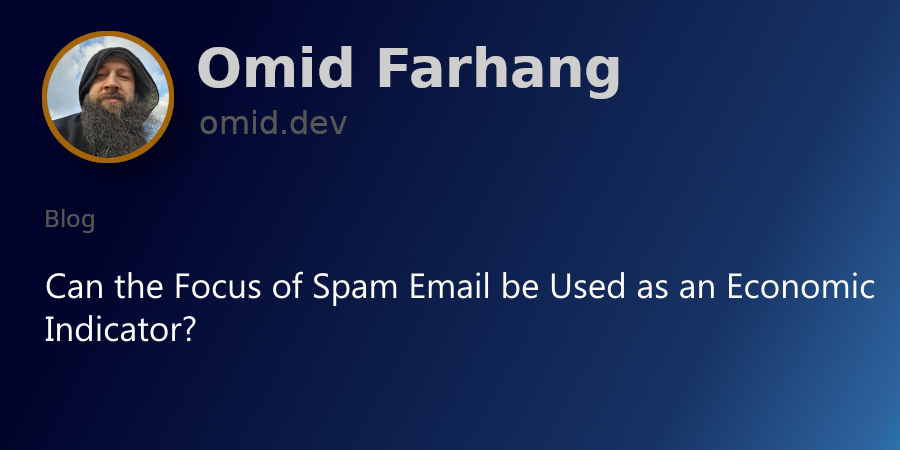 Omid Farhang
omid.dev
Blog
Can the Focus of Spam Email be Used as an Economic
Indicator?